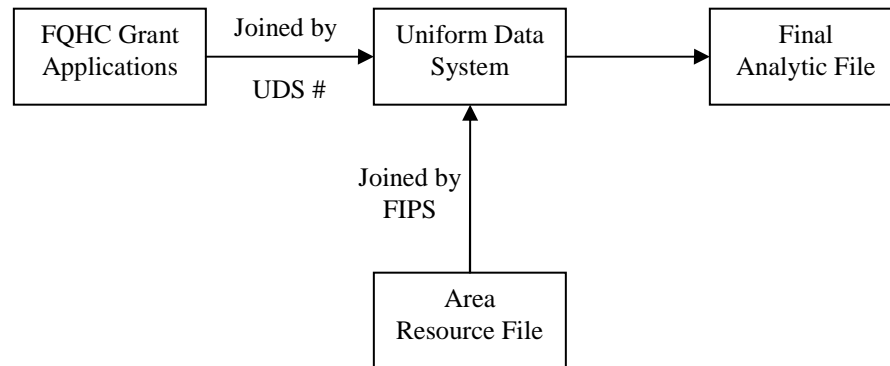 FQHC Grant
Applications
Joined by
UDS #
Uniform Data
System
Final
Analytic File
Joined by
FIPS
Area
Resource File